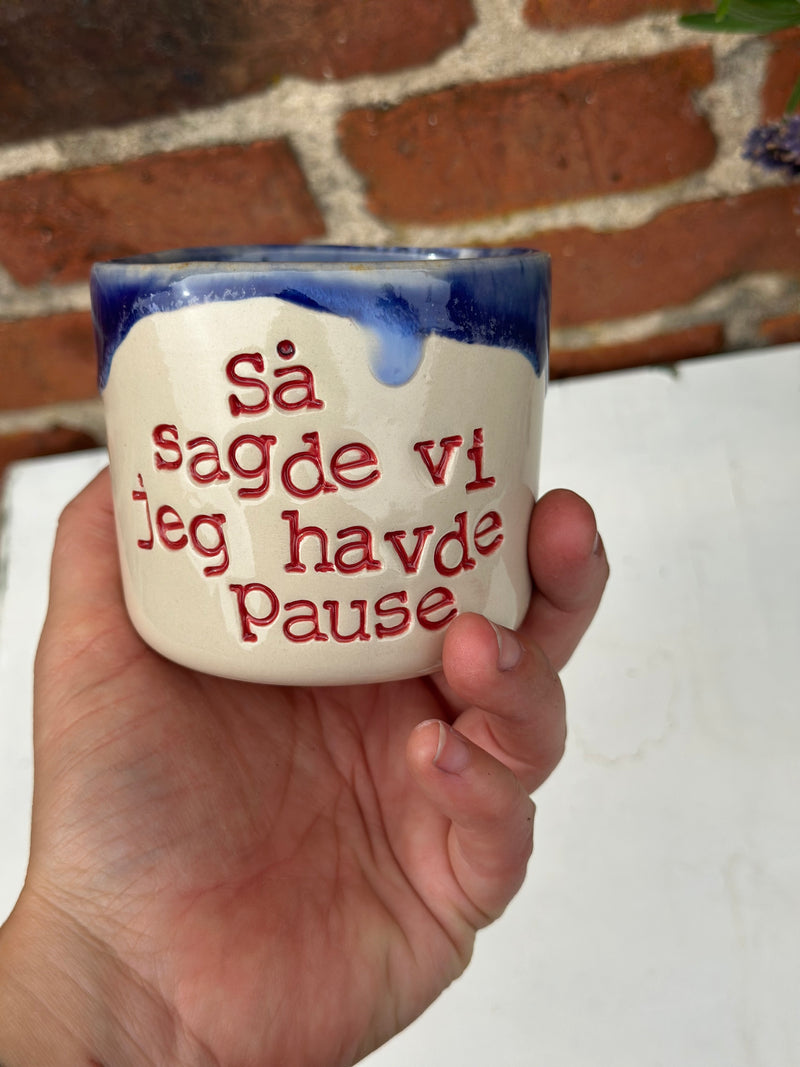 Så
sagde vi
jeg havde
pause